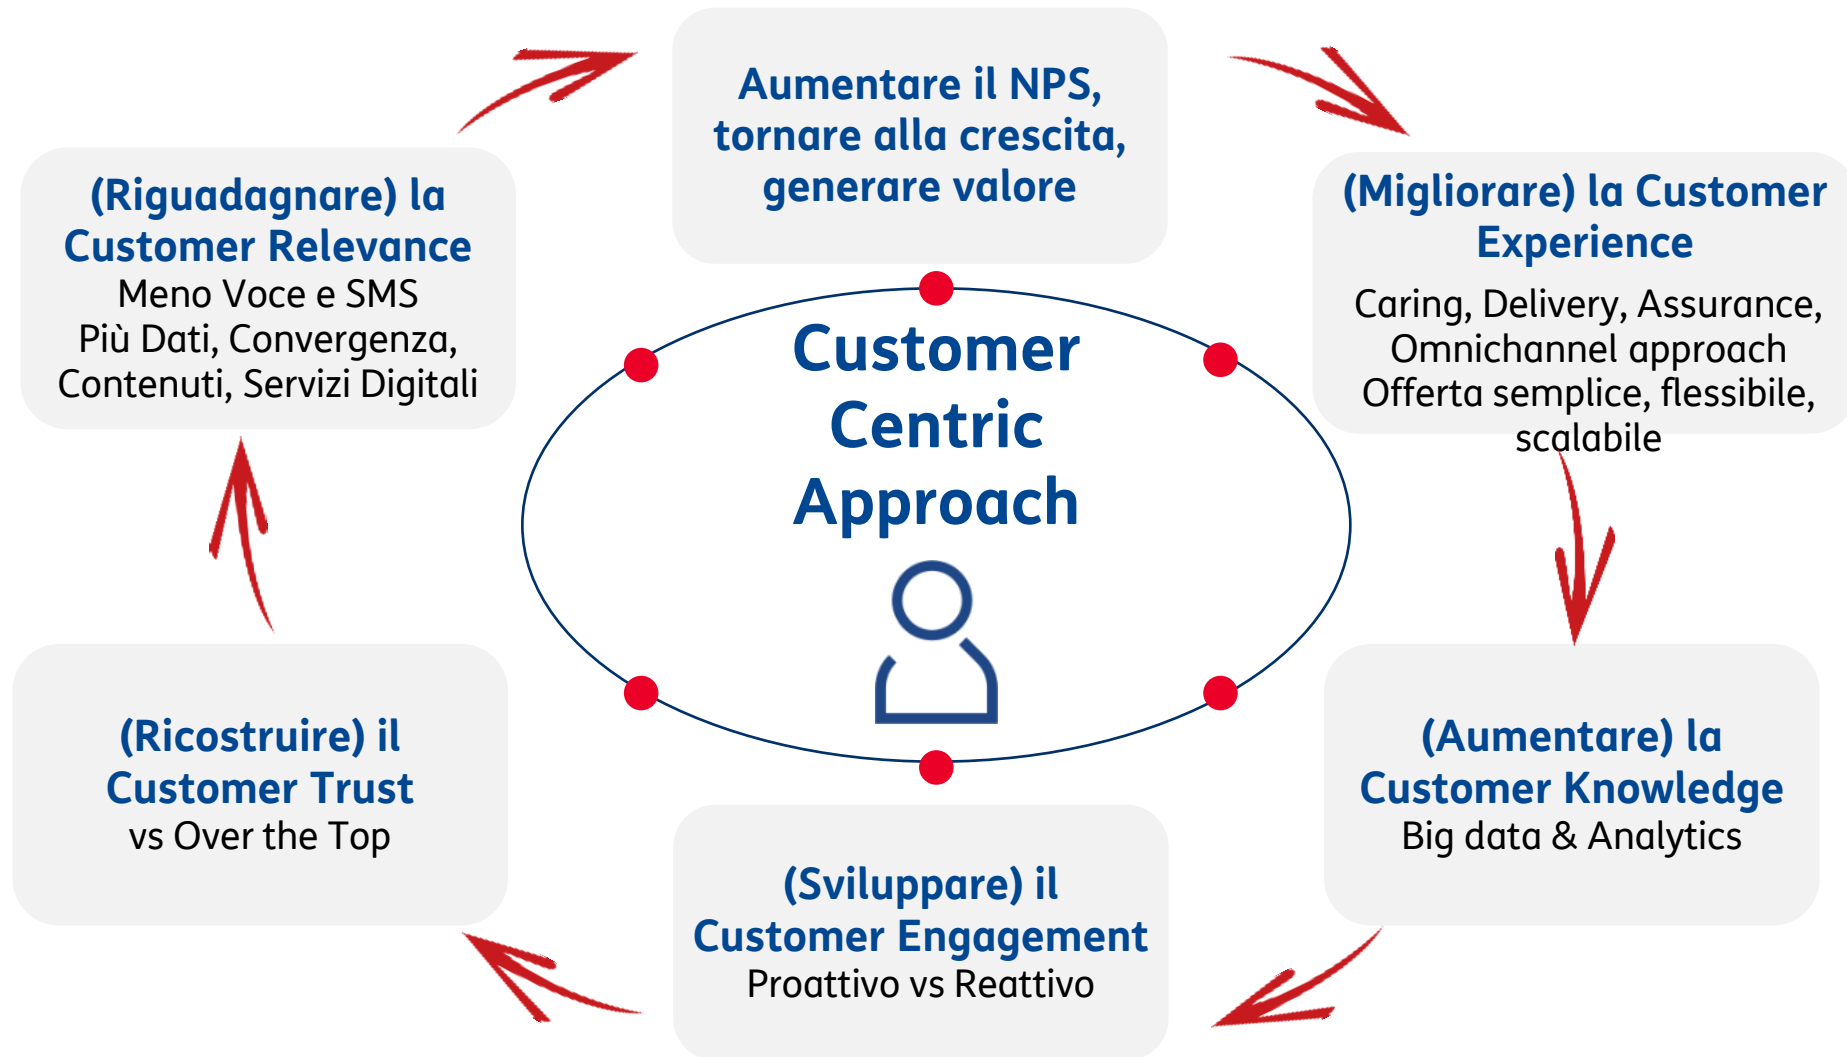 Aumentare il NPS,
tornare alla crescita,
generare valore
(Migliorare) la Customer
Experience
Caring, Delivery, Assurance,
Omnichannel approach
Offerta semplice, flessibile,
scalabile
(Aumentare) la
Customer Knowledge
Big data & Analytics
(Sviluppare) il
Customer Engagement
Proattivo vs Reattivo
(Ricostruire) il
Customer Trust
vs Over the Top
(Riguadagnare) la
Customer Relevance
Meno Voce e SMS
Più Dati, Convergenza,
Contenuti, Servizi Digitali
Customer
Centric
Approach